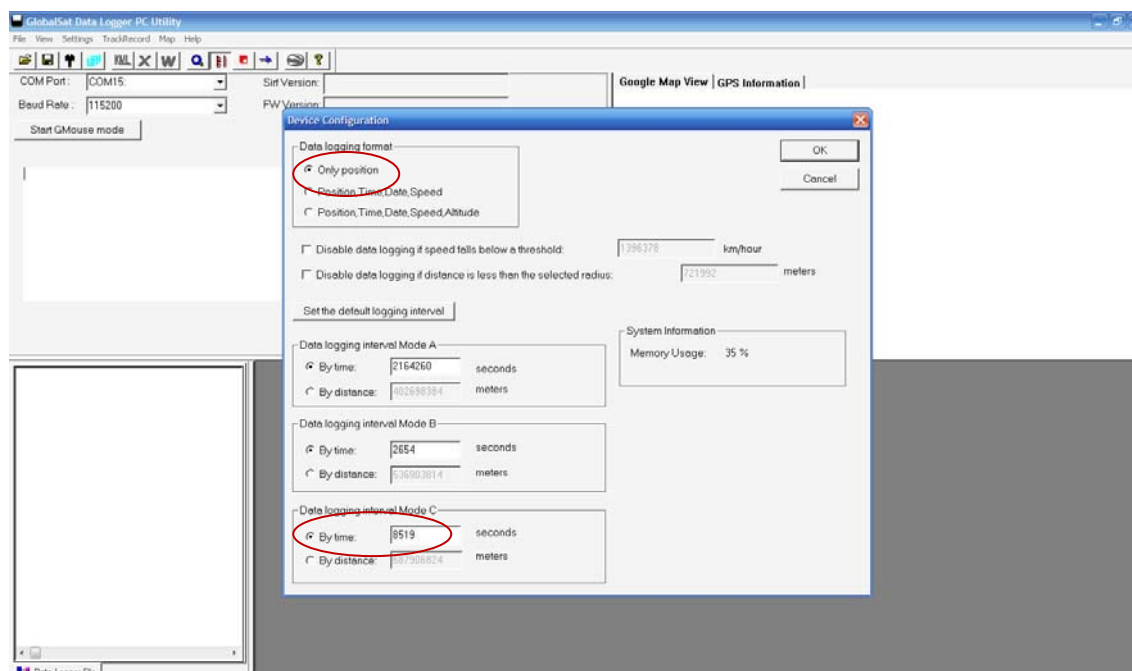 GlobalSat Data Logger PC Utility
File View Settings TrackRecord Map Help
KML X W
COM Port: COM15: Sirf Version:
Google Map View GPS Information
Baud Rate: 115200 FW Version:
Start GMouse mode
Device Configuration
Data logging format
OK
Only position
Cancel
Position,Time,Date,Speed
Position,Time,Date,Speed,Altitude
Disable data logging if speed falls below a threshold: 1396378 km/hour
Disable data logging if distance is less than the selected radius: 721992 meters
Set the default logging interval
System Information
Memory Usage: 35 %
Data logging interval Mode A
By time: 2164260 seconds
By distance: 402698384 meters
Data logging interval Mode B
By time: 2654 seconds
By distance: 536903814 meters
Data logging interval Mode C
By time: 8519 seconds
By distance: 687906824 meters